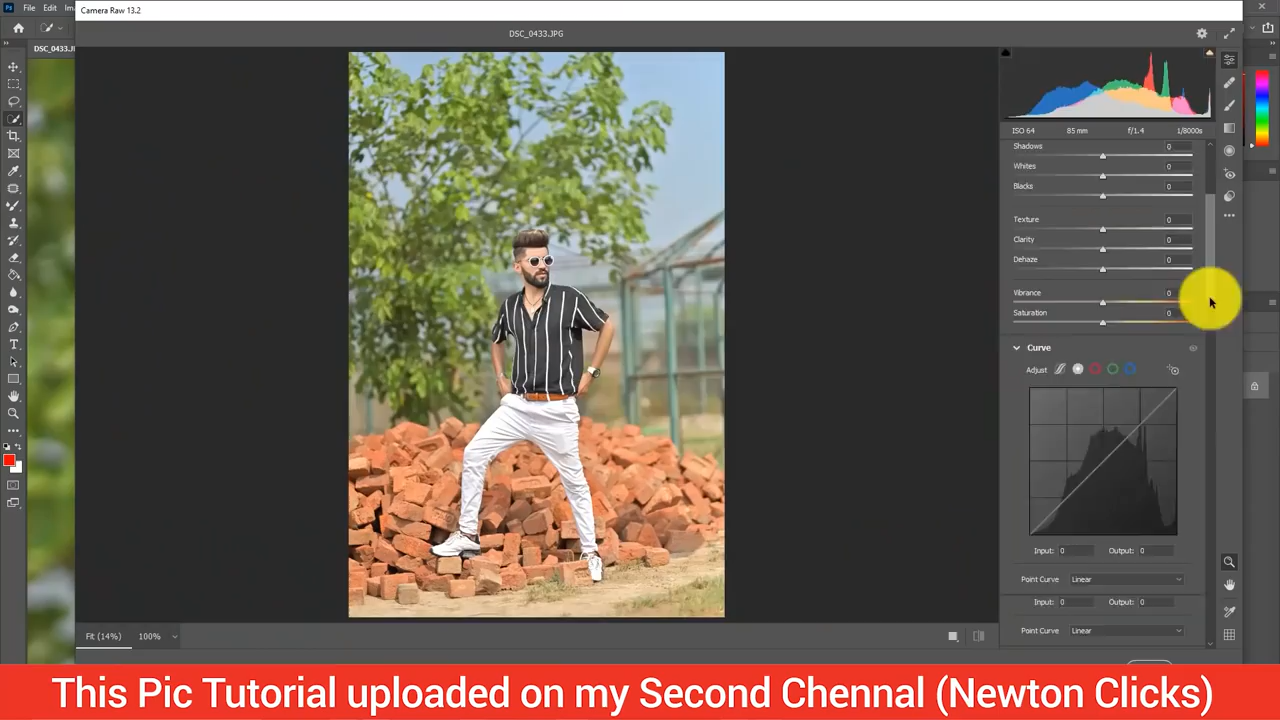 Camera Raw 13.2
File Edit Im
DSC_0433.JPG
DSC_0433.J
ISO 64 85 mm f/1.4 1/8000s
Shadows 0
Whites 0
Blacks 0
Texture 0
Clarity 0
Dehaze 0
Vibrance 0
Saturation 0
Curve
Adjust
Input: 0 Output: 0
Point Curve Linear
Input: 0 Output: 0
Point Curve Linear
Fit (14%) 100%
This Pic Tutorial uploaded on my Second Chennal (Newton Clicks)